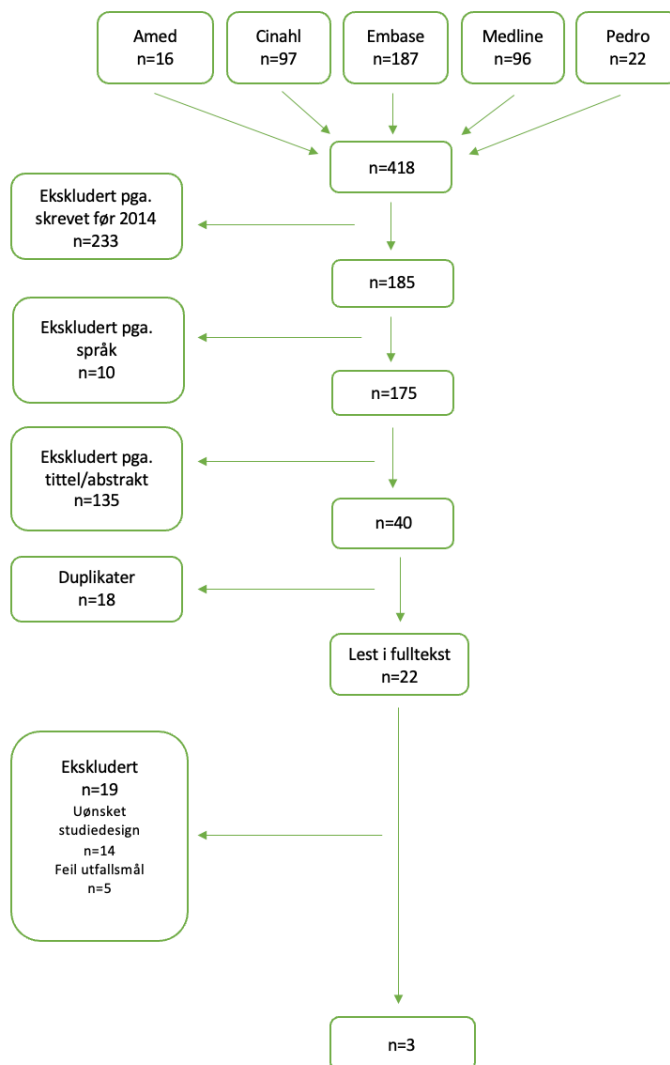 Amed
n=16
Cinahl
n=97
Embase
n=187
Medline
n=96
Pedro
n=22
n=418
Ekskludert pga.
skrevet før 2014
n=233
n=185
Ekskludert pga.
språk
n=10
n=175
Ekskludert pga.
tittel/abstrakt
n=135
n=40
Duplikater
n=18
Lest i fulltekst
n=22
Ekskludert
n=19
Uønsket
studiedesign
n=14
Feil utfallsmål
n=5
n=3